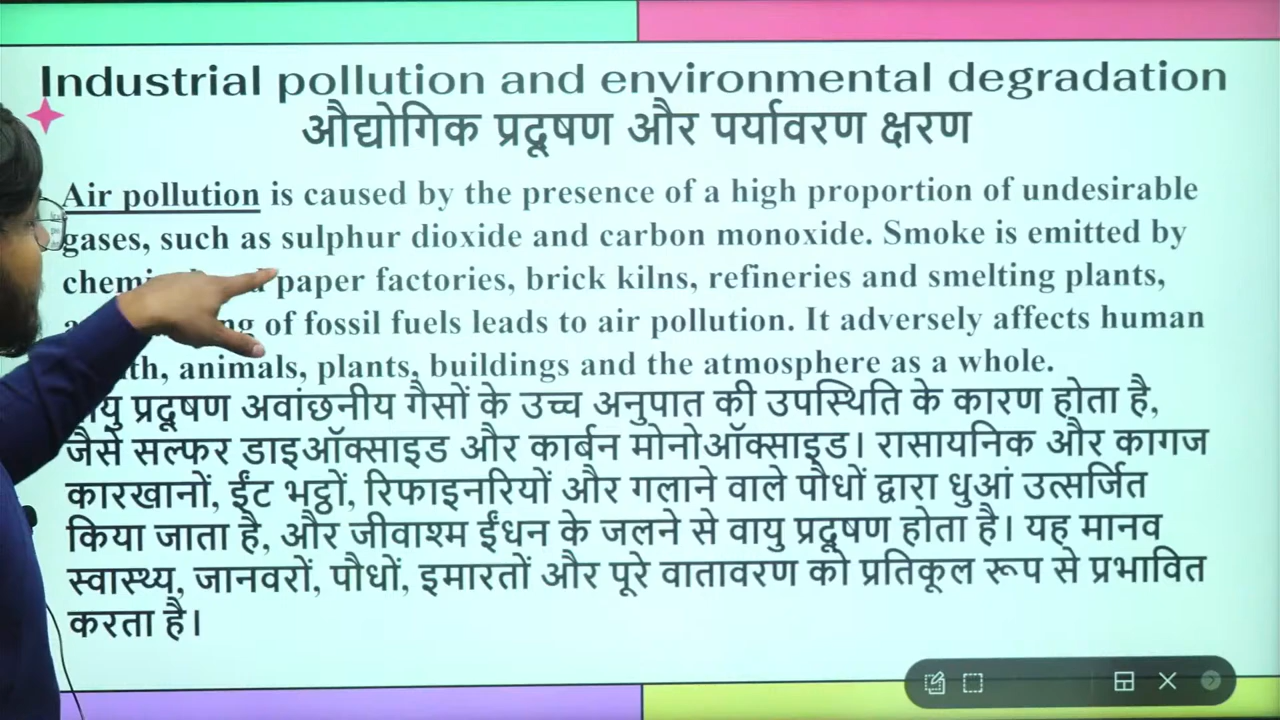 Industrial pollution and environmental degradation
औद्योगिक प्रदूषण और पर्यावरण क्षरण
Air pollution is caused by the presence of a high proportion of undesirable
gases, such as sulphur dioxide and carbon monoxide. Smoke is emitted by
paper factories, brick kilns, refineries and smelting plants,
of fossil fuels leads to air pollution. It adversely affects human
animals, plants, buildings and the atmosphere as a whole.
प्रदूषण अवांछनीय गैसों के उच्च अनुपात की उपस्थिति के कारण होता है,
जैसे सल्फर डाइऑक्साइड और कार्बन मोनोऑक्साइड। रासायनिक और कागज
कारखानों, ईंट भट्ठों, रिफाइनरियों और गलाने वाले पौधों द्वारा धुआं उत्सर्जित
किया जाता है, और जीवाश्म ईंधन के जलने से वायु प्रदूषण होता है। यह मानव
स्वास्थ्य, जानवरों, पौधों, इमारतों और पूरे वातावरण को प्रतिकूल रूप से प्रभावित
करता है।